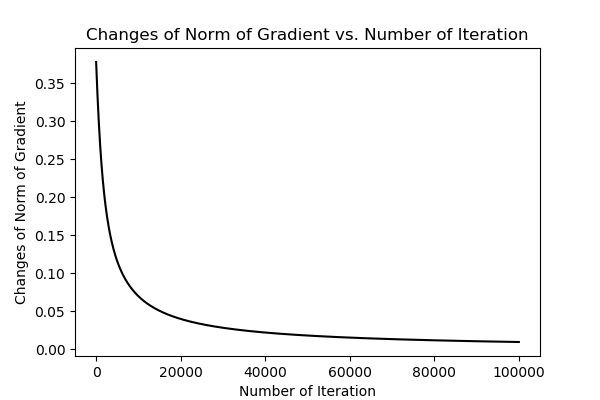 Changes of Norm of Gradient vs. Number of Iteration
Changes of Norm of Gradient
0.35
0.30
0.25
0.20
0.15
0.10
0.05
0.00
0 20000 40000 60000 80000 100000
Number of Iteration